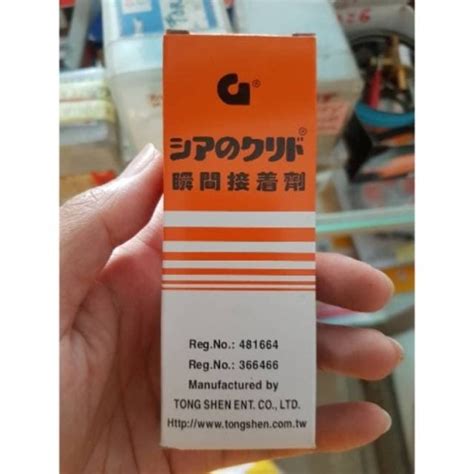 G®
シアのクリド®
瞬間接着劑
Reg.No.: 481664
Reg.No.: 366466
Manufactured by
TONG SHEN ENT. CO., LTD.
Http://www.tongshen.com.tw